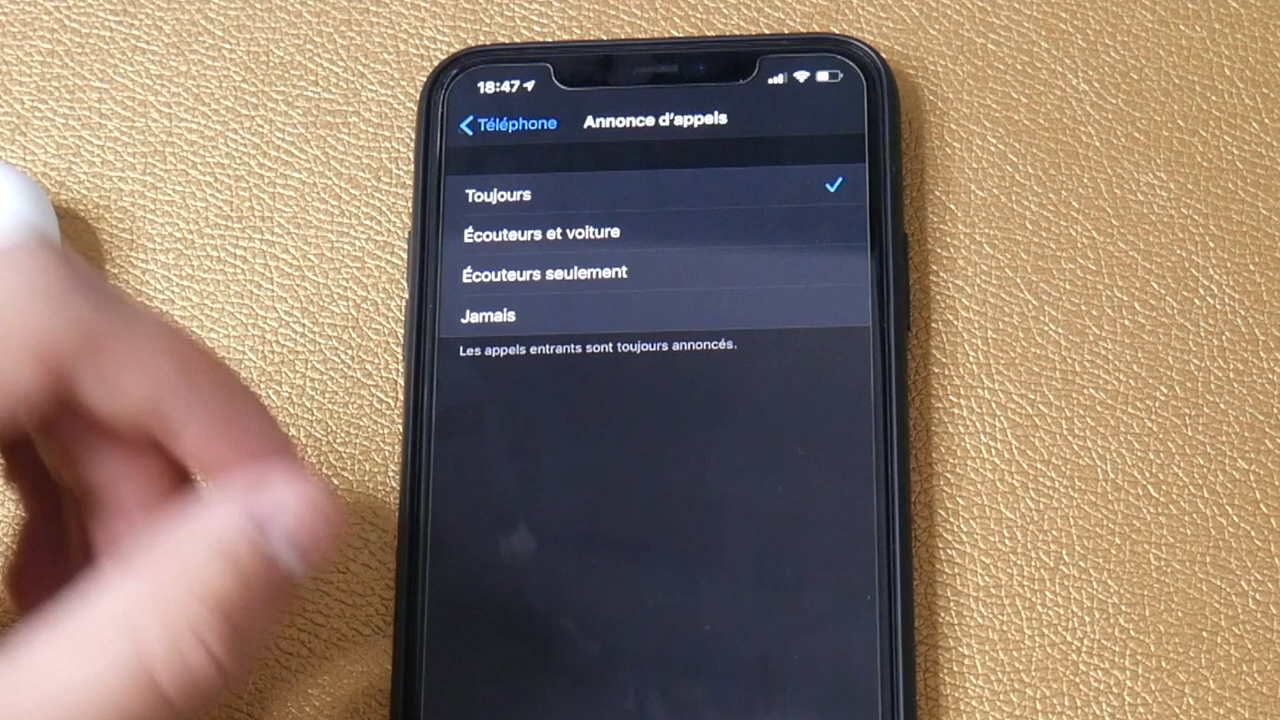 18:47
Téléphone
Annonce d'appels
Toujours
Écouteurs et voiture
Écouteurs seulement
Jamais
Les appels entrants sont toujours annoncés.